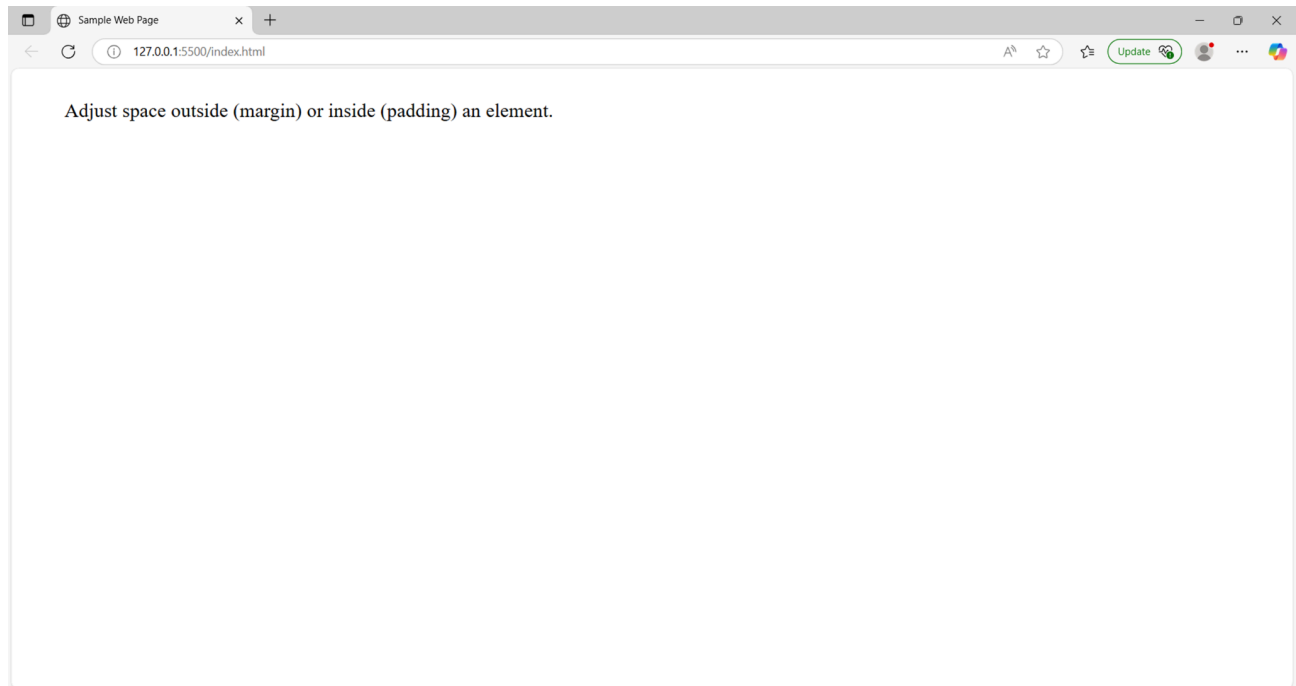 Sample Web Page
127.0.0.1:5500/index.html
Update
Adjust space outside (margin) or inside (padding) an element.